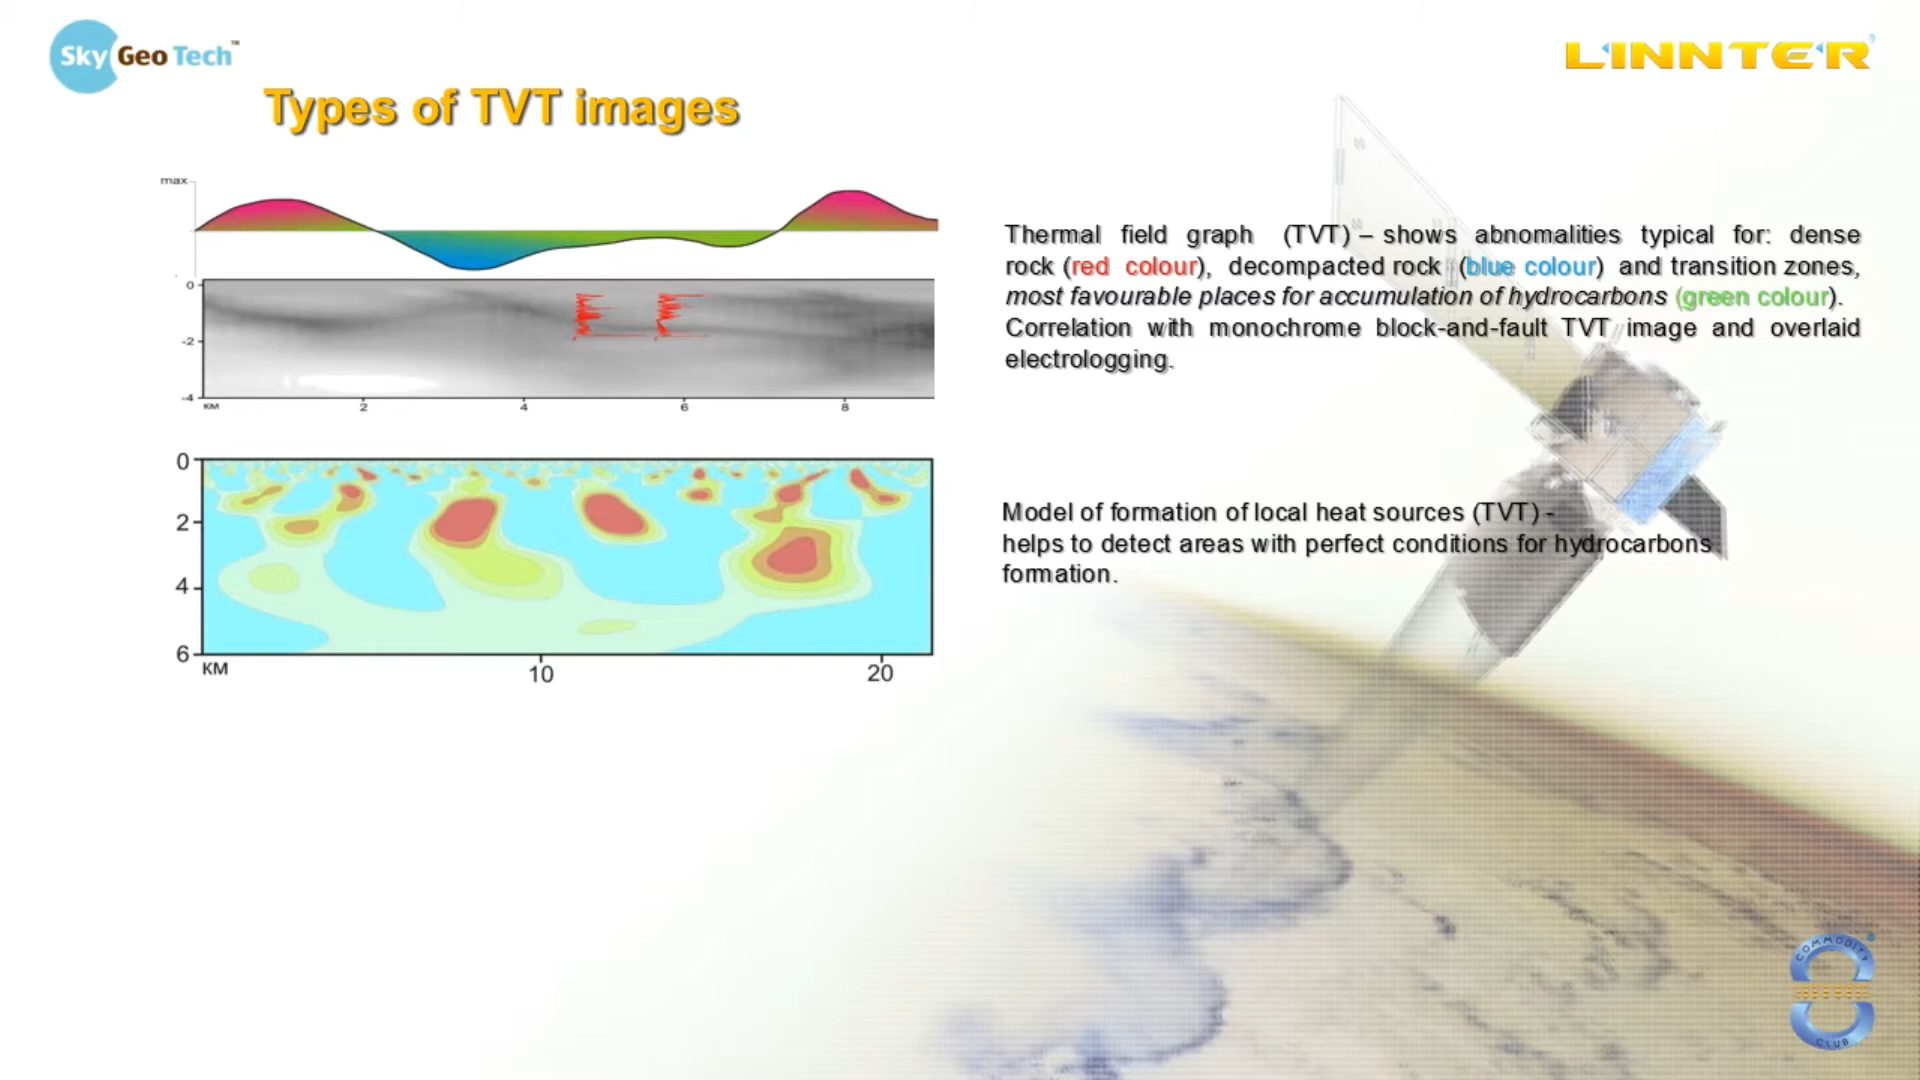 Sky Geo Tech™
LINNTER®
Types of TVT images
max
0
-2
-4
КМ
2
4
6
8
Thermal field graph (TVT) – shows abnomalities typical for: dense
rock (red colour), decompacted rock (blue colour) and transition zones,
most favourable places for accumulation of hydrocarbons (green colour).
Correlation with monochrome block-and-fault TVT image and overlaid
electrologging.
0
2
4
6
КМ
10
20
Model of formation of local heat sources (TVT) -
helps to detect areas with perfect conditions for hydrocarbons
formation.
COMMODITY
CLUB